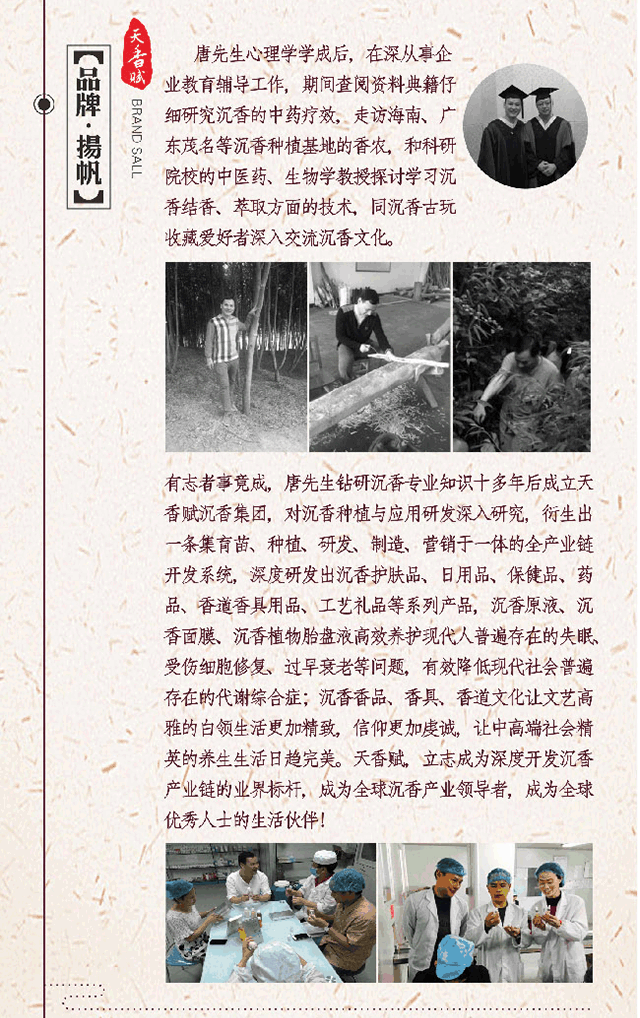 天香赋
【品牌·揚帆】
BRAND SALL
唐先生心理学学成后，在深从事企
业教育辅导工作，期间查阅资料典籍仔
细研究沉香的中药疗效，走访海南、广
东茂名等沉香种植基地的香农，和科研
院校的中医药、生物学教授探讨学习沉
香结香、萃取方面的技术，同沉香古玩
收藏爱好者深入交流沉香文化。
有志者事竟成，唐先生钻研沉香专业知识十多年后成立天
香赋沉香集团，对沉香种植与应用研发深入研究，衍生出
一条集育苗、种植、研发、制造、营销于一体的全产业链
开发系统，深度研发出沉香护肤品、日用品、保健品、药
品、香道香具用品、工艺礼品等系列产品，沉香原液、沉
香面膜、沉香植物胎盘液高效养护现代人普遍存在的失眠、
受伤细胞修复、过早衰老等问题，有效降低现代社会普遍
存在的代谢综合症；沉香香品、香具、香道文化让文艺高
雅的白领生活更加精致，信仰更加虔诚，让中高端社会精
英的养生生活日趋完美。天香赋，立志成为深度开发沉香
产业链的业界标杆，成为全球沉香产业领导者，成为全球
优秀人士的生活伙伴！